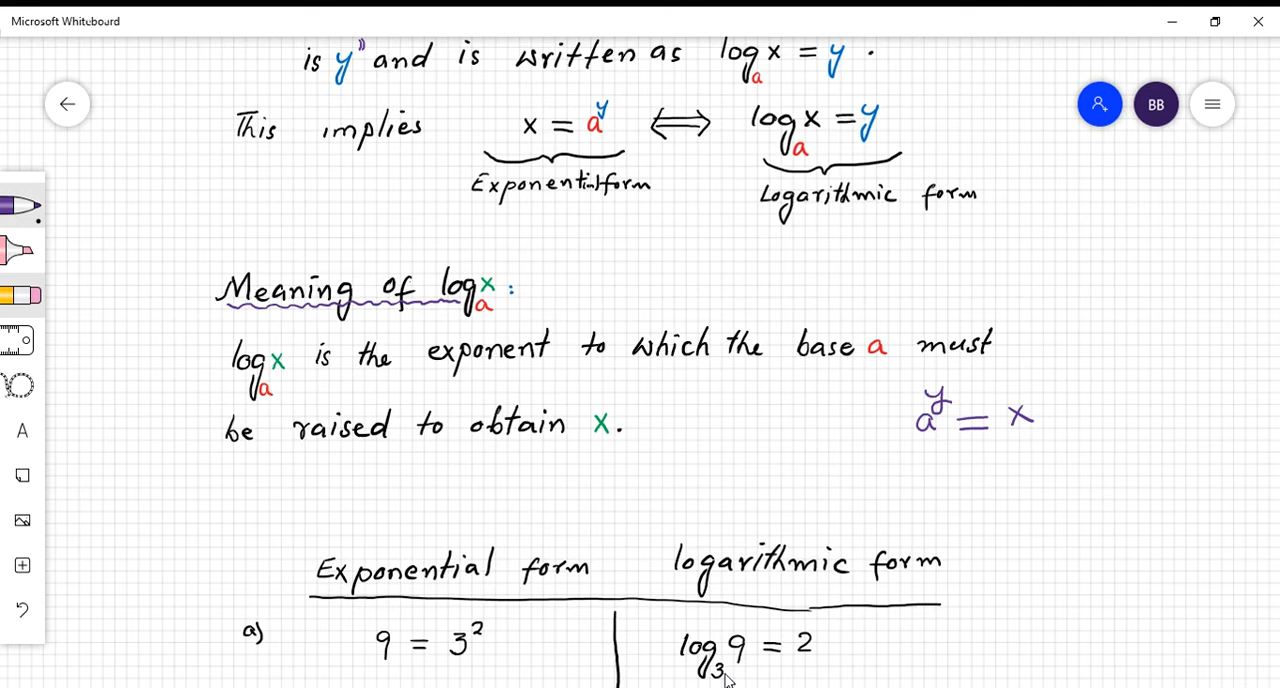 Microsoft Whiteboard
is y" and is written as logₐ x = y .
BB
This implies x = a^y ⟺ logₐ x = y
Exponential form Logarithmic form
Meaning of logₐ x :
logₐ x is the exponent to which the base a must
be raised to obtain x.
a^y = x
A
Exponential form logarithmic form
a) 9 = 3² log₃ 9 = 2